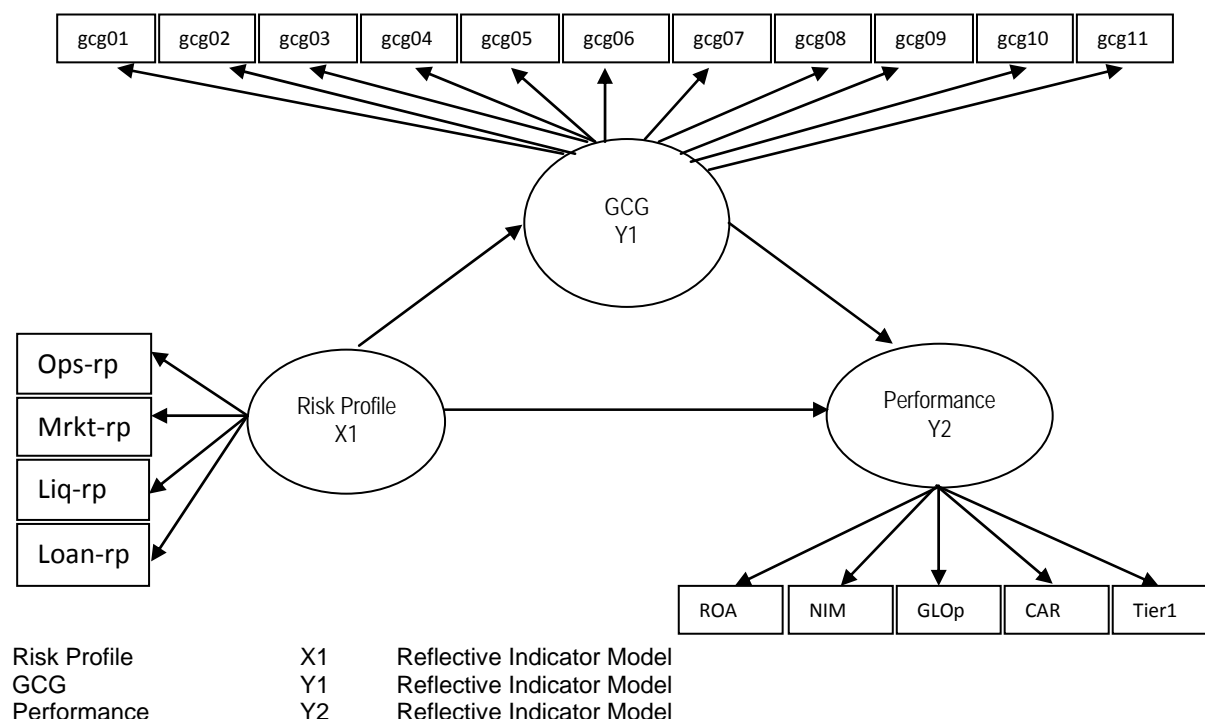 gcg01 gcg02 gcg03 gcg04 gcg05 gcg06 gcg07 gcg08 gcg09 gcg10 gcg11
GCG
Y1
Ops-rp
Mrkt-rp
Liq-rp
Loan-rp
Risk Profile
X1
Performance
Y2
ROA NIM GLOp CAR Tier1
Risk Profile X1 Reflective Indicator Model
GCG Y1 Reflective Indicator Model
Performance Y2 Reflective Indicator Model